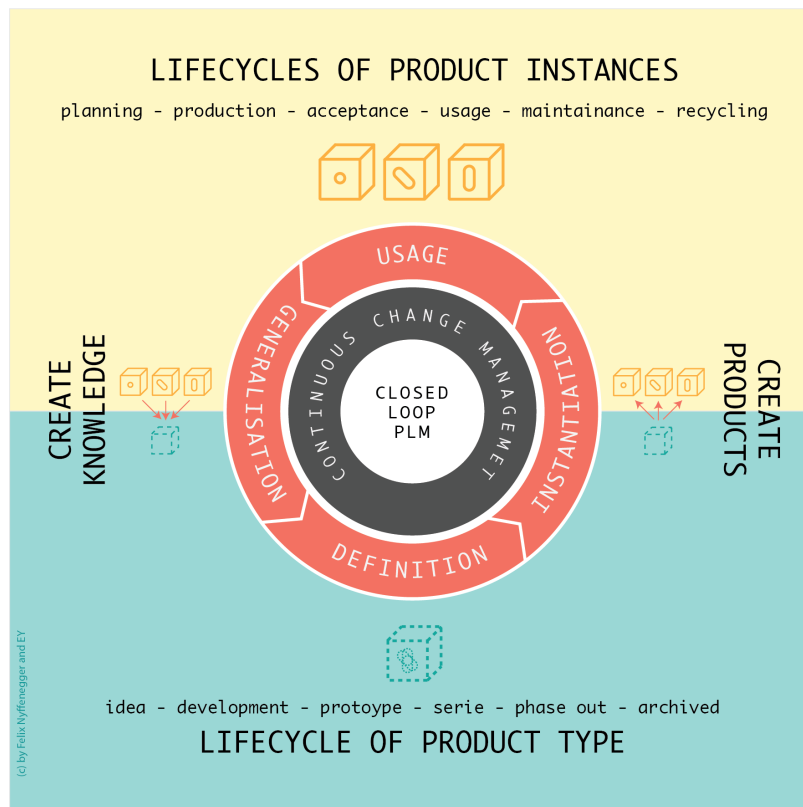 LIFECYCLES OF PRODUCT INSTANCES
planning - production - acceptance - usage - maintainance - recycling
USAGE
GENERALISATION
INSTANTIATION
DEFINITION
CONTINUOUS CHANGE MANAGEMET
CLOSED
LOOP
PLM
CREATE
KNOWLEDGE
CREATE
PRODUCTS
idea - development - protoype - serie - phase out - archived
LIFECYCLE OF PRODUCT TYPE
(c) by Felix Nyffenegger and EY